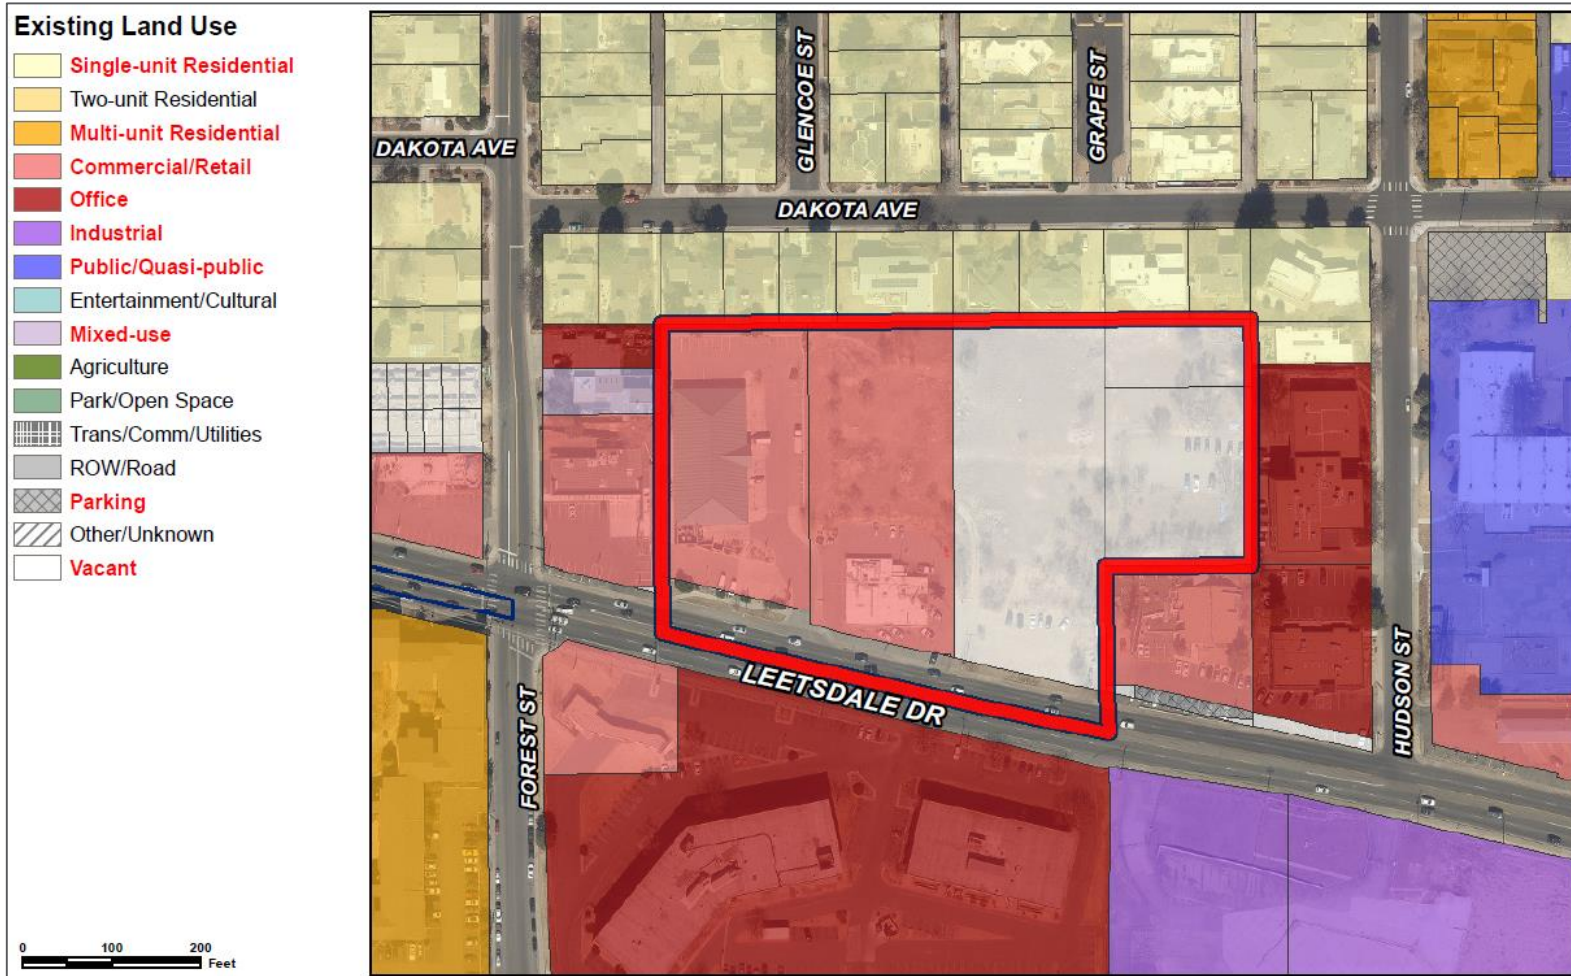 Existing Land Use
Single-unit Residential
Two-unit Residential
Multi-unit Residential
Commercial/Retail
Office
Industrial
Public/Quasi-public
Entertainment/Cultural
Mixed-use
Agriculture
Park/Open Space
Trans/Comm/Utilities
ROW/Road
Parking
Other/Unknown
Vacant
0 100 200
Feet
GLENCOE ST
GRAPE ST
DAKOTA AVE
DAKOTA AVE
LEETSDALE DR
FOREST ST
HUDSON ST